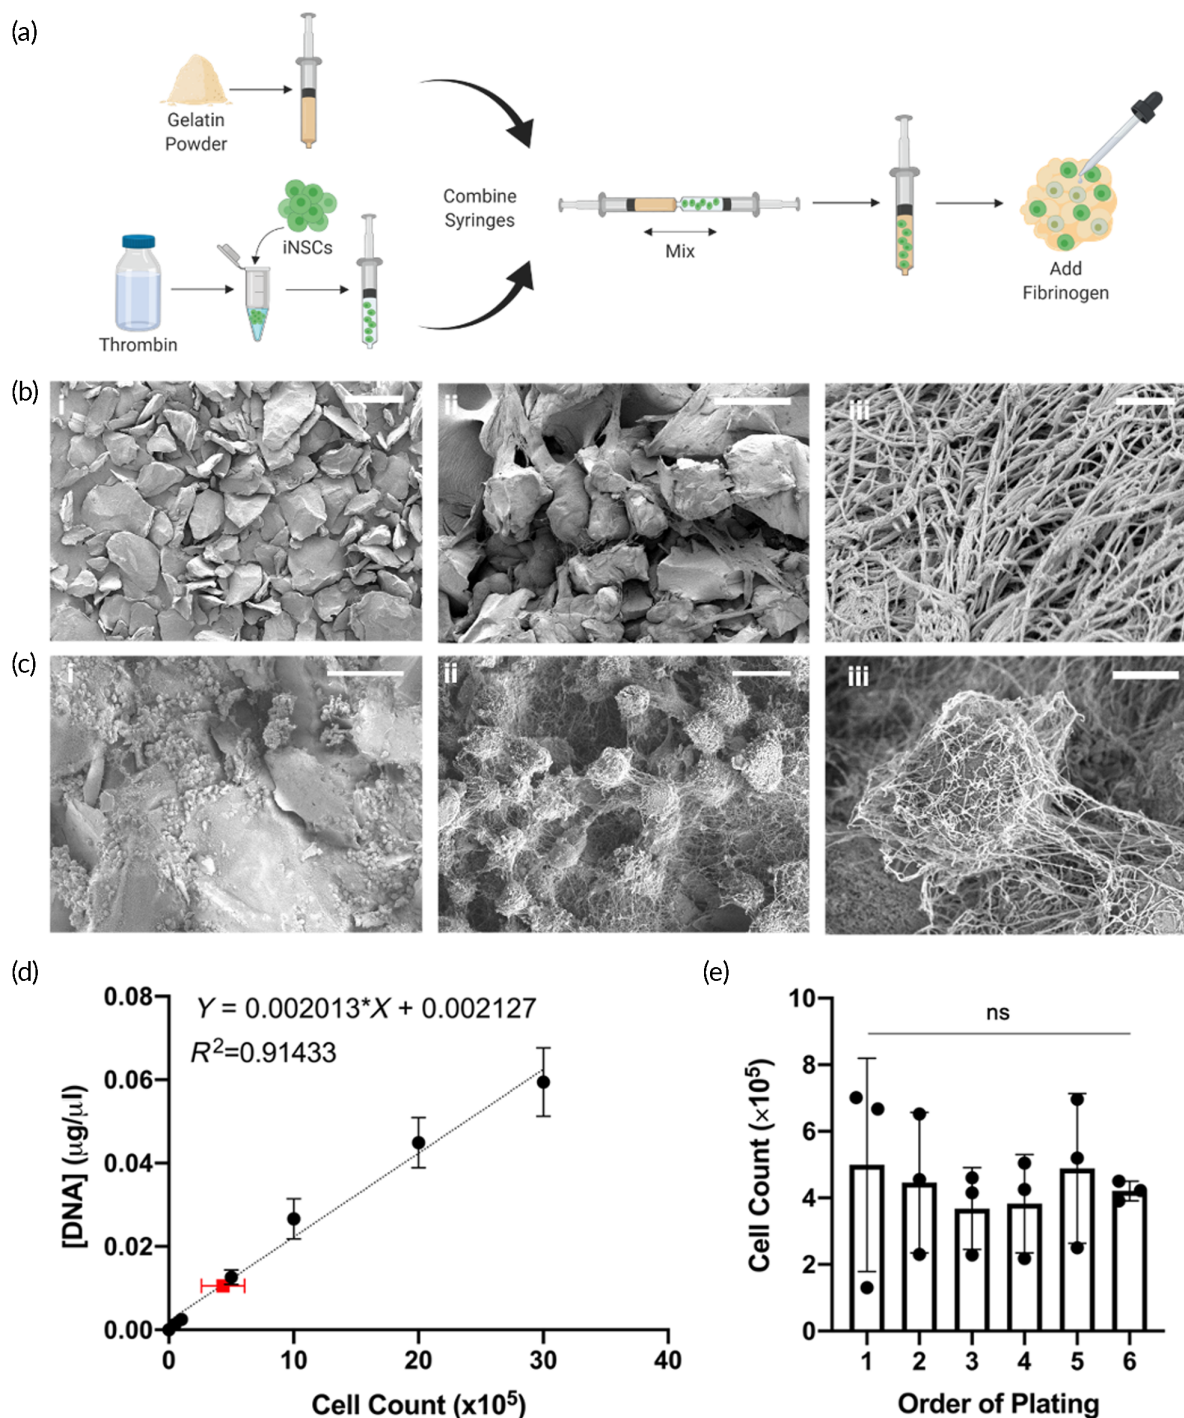 (a)
Gelatin
Powder
iNSCs
Thrombin
Combine
Syringes
Mix
Add
Fibrinogen
(b)
i
ii
iii
(c)
i
ii
iii
(d)
Y = 0.002013*X + 0.002127
R²=0.91433
[DNA] (µg/µl)
0.08
0.06
0.04
0.02
0.00
0 10 20 30 40
Cell Count (x10⁵)
(e)
ns
Cell Count (×10⁵)
10
8
6
4
2
0
1 2 3 4 5 6
Order of Plating